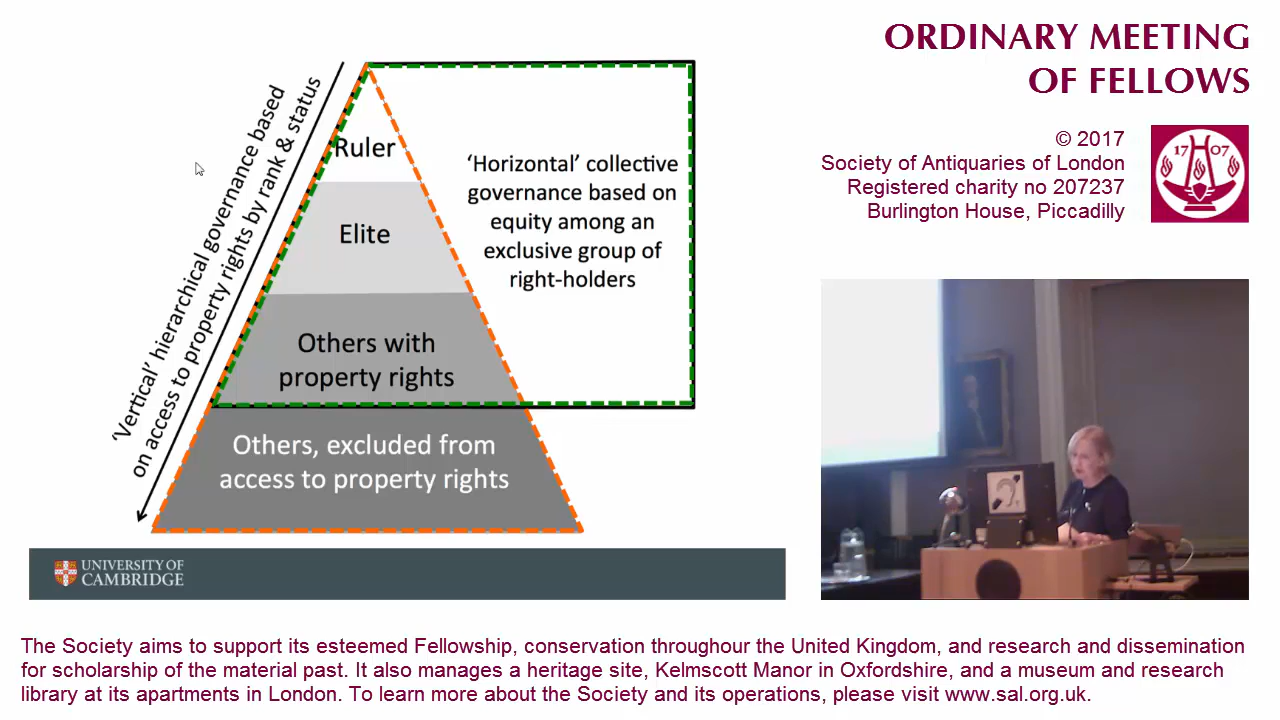 ORDINARY MEETING
OF FELLOWS
© 2017
Society of Antiquaries of London
Registered charity no 207237
Burlington House, Piccadilly
17 07
'Vertical' hierarchical governance based
on access to property rights by rank & status
Ruler
Elite
Others with
property rights
Others, excluded from
access to property rights
'Horizontal' collective
governance based on
equity among an
exclusive group of
right-holders
UNIVERSITY OF
CAMBRIDGE
The Society aims to support its esteemed Fellowship, conservation throughour the United Kingdom, and research and dissemination
for scholarship of the material past. It also manages a heritage site, Kelmscott Manor in Oxfordshire, and a museum and research
library at its apartments in London. To learn more about the Society and its operations, please visit www.sal.org.uk.